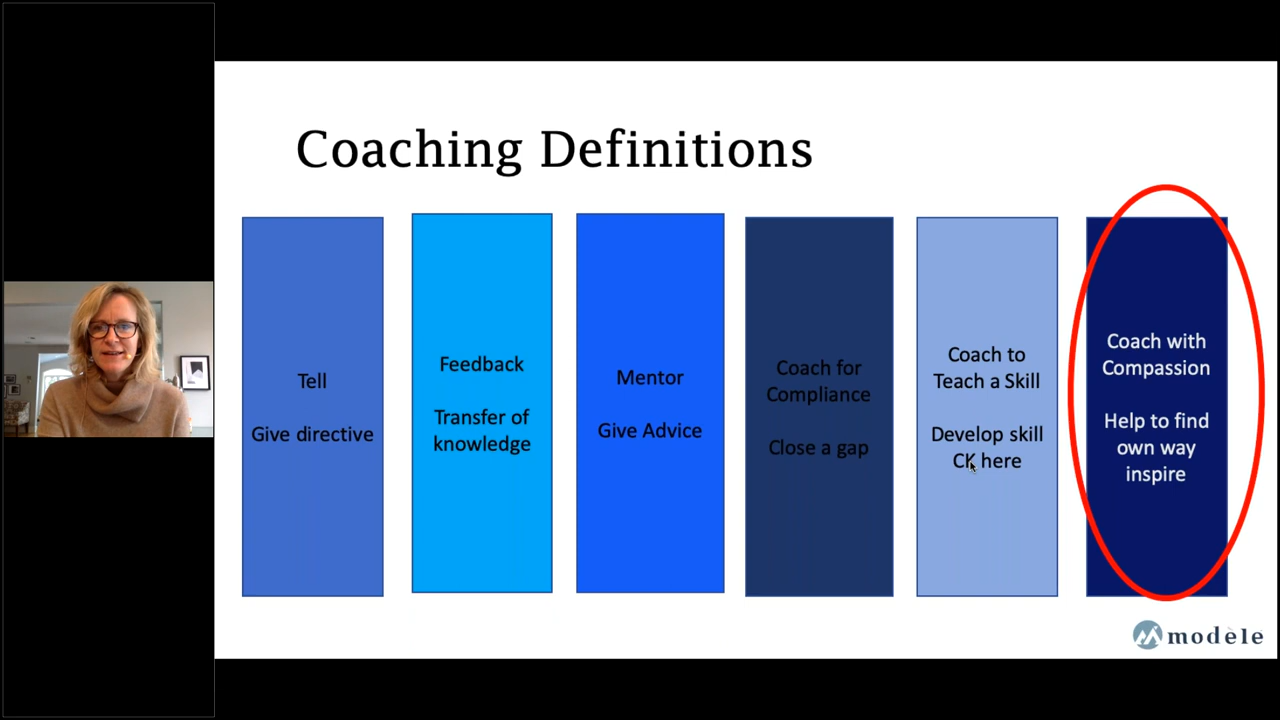 Coaching Definitions
Tell
Give directive
Feedback
Transfer of
knowledge
Mentor
Give Advice
Coach for
Compliance
Close a gap
Coach to
Teach a Skill
Develop skill
CK here
Coach with
Compassion
Help to find
own way
inspire
modèle